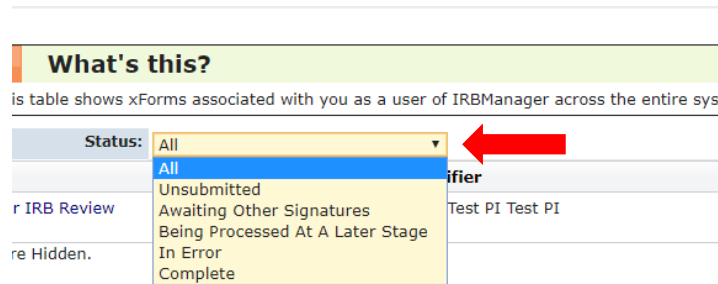 What's this?
is table shows xForms associated with you as a user of IRBManager across the entire sys
Status: All
All
ifier
Unsubmitted
r IRB Review Awaiting Other Signatures Test PI Test PI
Being Processed At A Later Stage
re Hidden. In Error
Complete